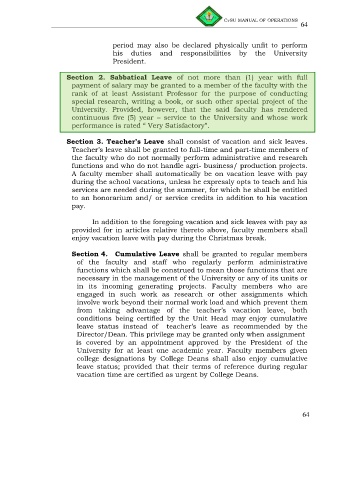 CvSU MANUAL OF OPERATIONS
64
period may also be declared physically unfit to perform
his duties and responsibilities by the University
President.
Section 2. Sabbatical Leave of not more than (1) year with full
payment of salary may be granted to a member of the faculty with the
rank of at least Assistant Professor for the purpose of conducting
special research, writing a book, or such other special project of the
University. Provided, however, that the said faculty has rendered
continuous five (5) year – service to the University and whose work
performance is rated " Very Satisfactory".
Section 3. Teacher's Leave shall consist of vacation and sick leaves.
Teacher's leave shall be granted to full-time and part-time members of
the faculty who do not normally perform administrative and research
functions and who do not handle agri- business/ production projects.
A faculty member shall automatically be on vacation leave with pay
during the school vacations, unless he expressly opts to teach and his
services are needed during the summer, for which he shall be entitled
to an honorarium and/ or service credits in addition to his vacation
pay.
In addition to the foregoing vacation and sick leaves with pay as
provided for in articles relative thereto above, faculty members shall
enjoy vacation leave with pay during the Christmas break.
Section 4. Cumulative Leave shall be granted to regular members
of the faculty and staff who regularly perform administrative
functions which shall be construed to mean those functions that are
necessary in the management of the University or any of its units or
in its incoming generating projects. Faculty members who are
engaged in such work as research or other assignments which
involve work beyond their normal work load and which prevent them
from taking advantage of the teacher's vacation leave, both
conditions being certified by the Unit Head may enjoy cumulative
leave status instead of teacher's leave as recommended by the
Director/Dean. This privilege may be granted only when assignment
is covered by an appointment approved by the President of the
University for at least one academic year. Faculty members given
college designations by College Deans shall also enjoy cumulative
leave status; provided that their terms of reference during regular
vacation time are certified as urgent by College Deans.
64